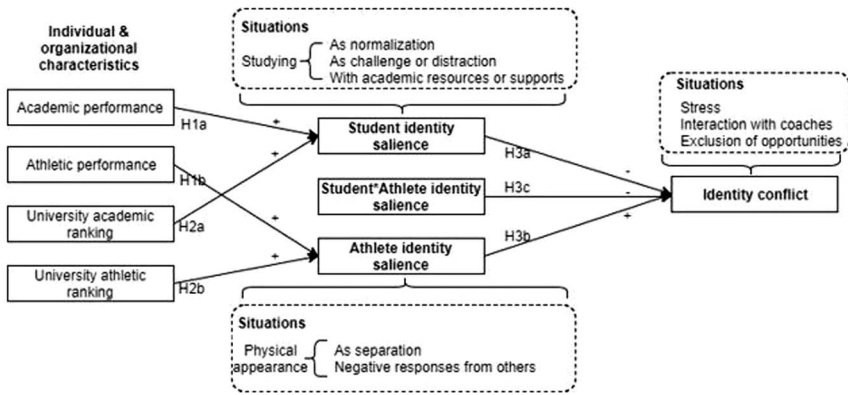 Individual &
organizational
characteristics
Academic performance
Athletic performance
University academic
ranking
University athletic
ranking
H1a
H1b
H2a
H2b
+
+
+
+
Situations
Studying
As normalization
As challenge or distraction
With academic resources or supports
Student identity
salience
Student*Athlete identity
salience
Athlete identity
salience
Situations
Physical
appearance
As separation
Negative responses from others
H3a
H3c
H3b
-
-
+
Situations
Stress
Interaction with coaches
Exclusion of opportunities
Identity conflict